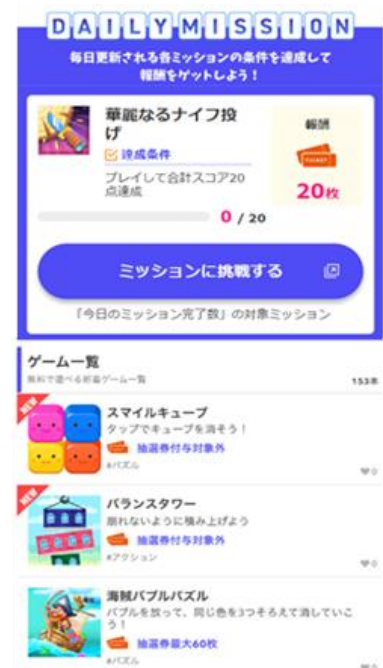 DAILY MISSION
毎日更新される各ミッションの条件を達成して
報酬をゲットしよう！
華麗なるナイフ投
げ
報酬
達成条件
TICKET
プレイして合計スコア20
点達成
20枚
0 / 20
ミッションに挑戦する
「今日のミッション完了数」の対象ミッション
ゲーム一覧
無料で遊べる新着ゲーム一覧
153本
NEW
スマイルキューブ
タップでキューブを消そう！
抽選券付与対象外
#パズル
0
NEW
バランスタワー
崩れないように積み上げよう
抽選券付与対象外
#アクション
0
海賊バブルパズル
バブルを放って、同じ色を3つそろえて消していこ
う！
抽選券最大60枚
#パズル